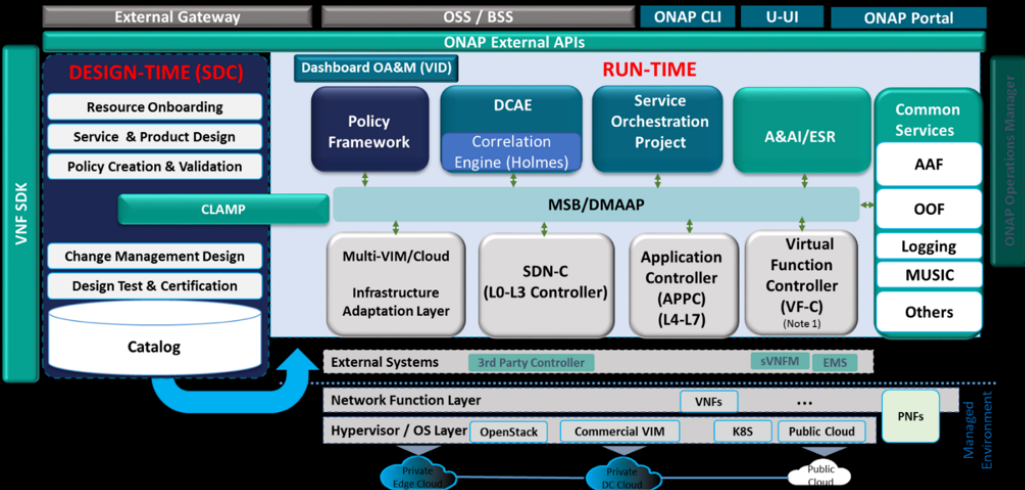 External Gateway
OSS / BSS
ONAP CLI
U-UI
ONAP Portal
ONAP External APIs
VNF SDK
DESIGN-TIME (SDC)
Resource Onboarding
Service & Product Design
Policy Creation & Validation
CLAMP
Change Management Design
Design Test & Certification
Catalog
Dashboard OA&M (VID)
RUN-TIME
Policy
Framework
DCAE
Correlation
Engine (Holmes)
Service
Orchestration
Project
A&AI/ESR
MSB/DMAAP
Multi-VIM/Cloud
Infrastructure
Adaptation Layer
SDN-C
(L0-L3 Controller)
Application
Controller
(APPC)
(L4-L7)
Virtual
Function
Controller
(VF-C)
(Note 1)
Common
Services
AAF
OOF
Logging
MUSIC
Others
ONAP Operations Manager
External Systems
3rd Party Controller
sVNFM
EMS
Network Function Layer
VNFs
...
PNFs
Hypervisor / OS Layer
OpenStack
Commercial VIM
K8S
Public Cloud
Managed
Environment
Private
Edge Cloud
Private
DC Cloud
Public
Cloud